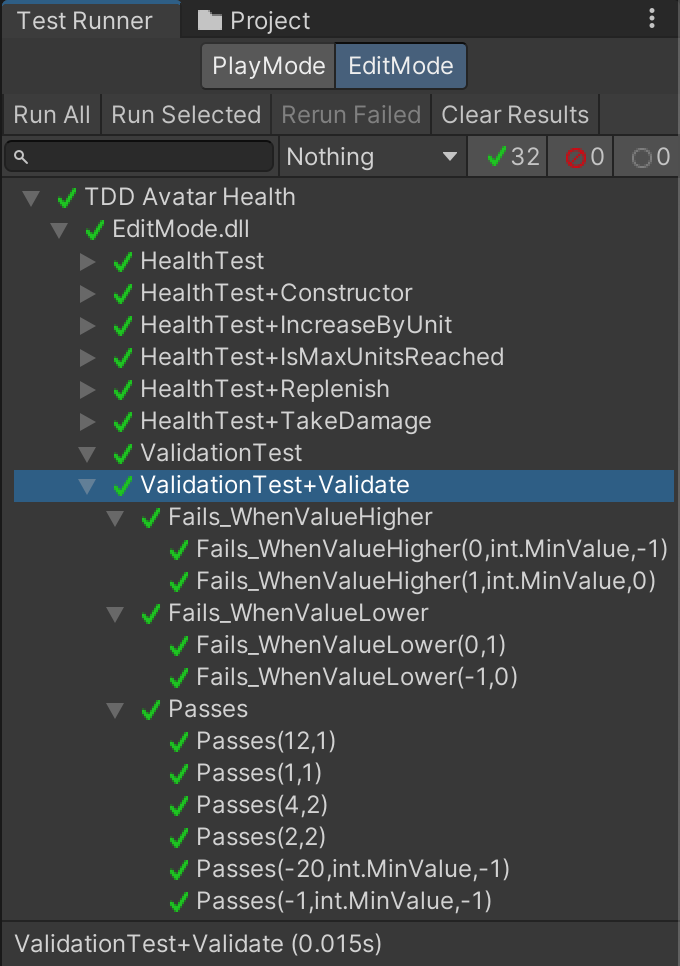 Test Runner Project
PlayMode EditMode
Run All Run Selected Rerun Failed Clear Results
Nothing 32 0 0
TDD Avatar Health
EditMode.dll
HealthTest
HealthTest+Constructor
HealthTest+IncreaseByUnit
HealthTest+IsMaxUnitsReached
HealthTest+Replenish
HealthTest+TakeDamage
ValidationTest
ValidationTest+Validate
Fails_WhenValueHigher
Fails_WhenValueHigher(0,int.MinValue,-1)
Fails_WhenValueHigher(1,int.MinValue,0)
Fails_WhenValueLower
Fails_WhenValueLower(0,1)
Fails_WhenValueLower(-1,0)
Passes
Passes(12,1)
Passes(1,1)
Passes(4,2)
Passes(2,2)
Passes(-20,int.MinValue,-1)
Passes(-1,int.MinValue,-1)
ValidationTest+Validate (0.015s)